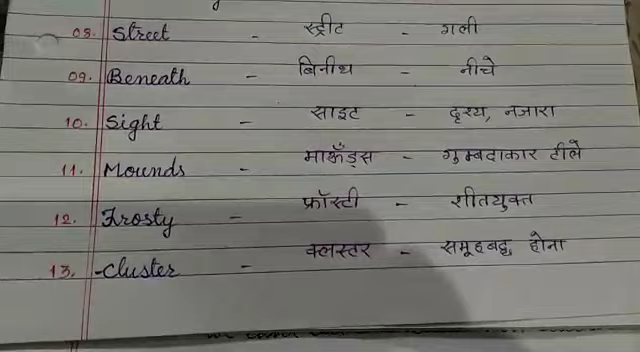 08. Street - स्ट्रीट - गली
09. Beneath - बिनीथ - नीचे
10. Sight - साइट - दृश्य, नजारा
11. Mounds - माऊँड्स - गुम्बदाकार टीले
12. Frosty - फ्रॉस्टी - शीतयुक्त
13. -Cluster - क्लस्टर - समूहबद्ध होना